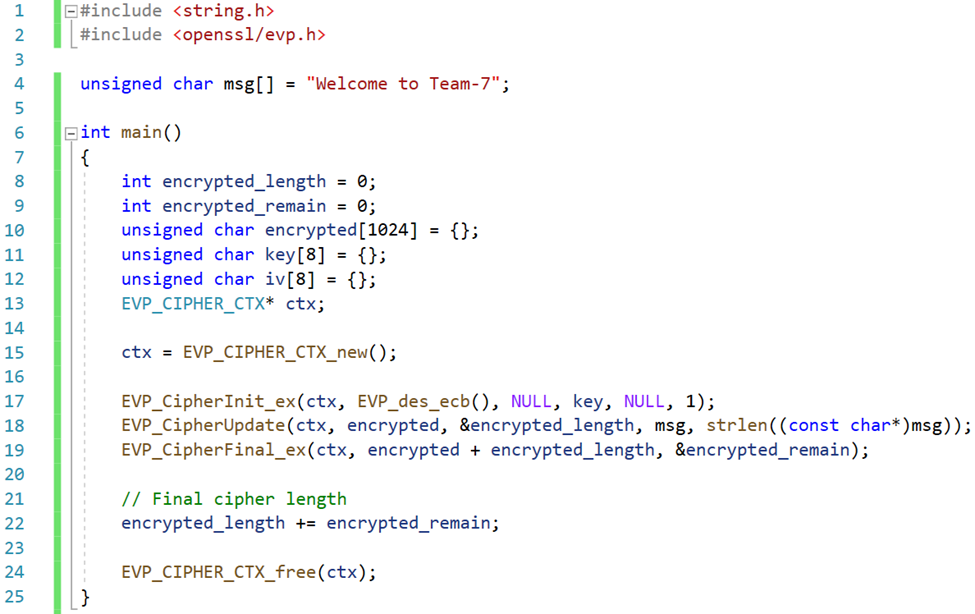 1 #include <string.h>
2 #include <openssl/evp.h>
3
4 unsigned char msg[] = "Welcome to Team-7";
5
6 int main()
7 {
8     int encrypted_length = 0;
9     int encrypted_remain = 0;
10     unsigned char encrypted[1024] = {};
11     unsigned char key[8] = {};
12     unsigned char iv[8] = {};
13     EVP_CIPHER_CTX* ctx;
14
15     ctx = EVP_CIPHER_CTX_new();
16
17     EVP_CipherInit_ex(ctx, EVP_des_ecb(), NULL, key, NULL, 1);
18     EVP_CipherUpdate(ctx, encrypted, &encrypted_length, msg, strlen((const char*)msg));
19     EVP_CipherFinal_ex(ctx, encrypted + encrypted_length, &encrypted_remain);
20
21     // Final cipher length
22     encrypted_length += encrypted_remain;
23
24     EVP_CIPHER_CTX_free(ctx);
25 }